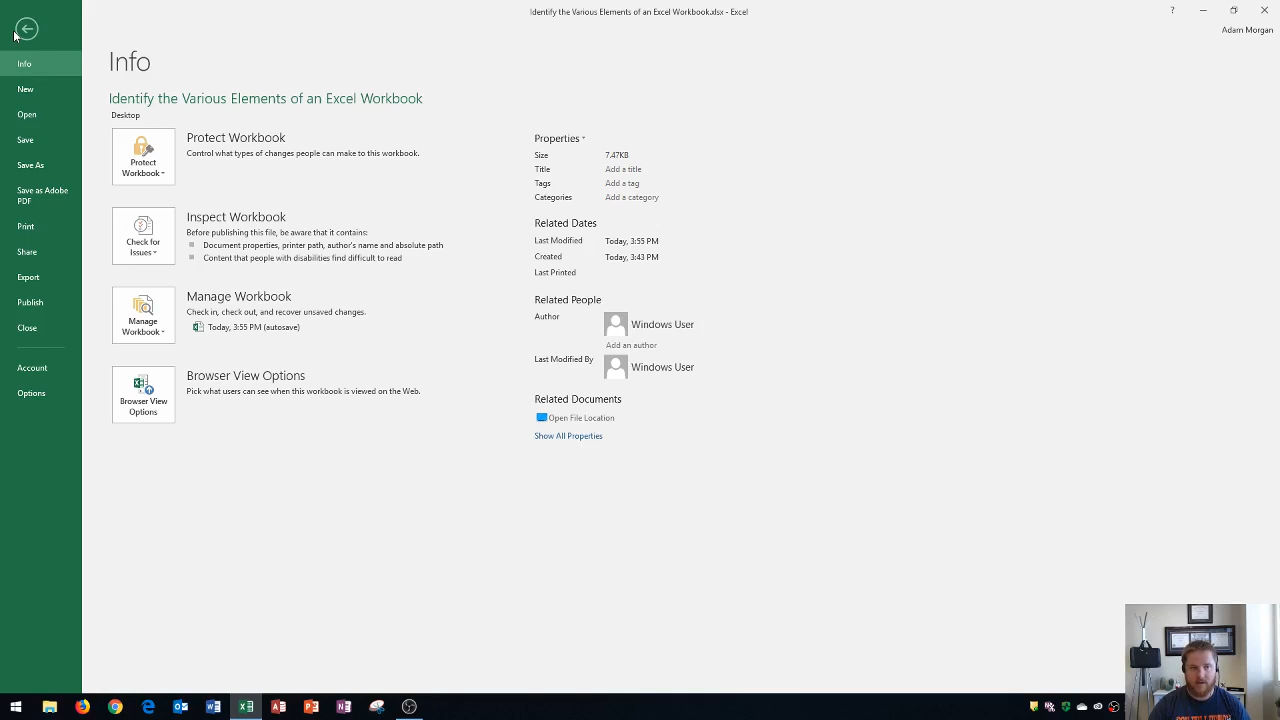 Identify the Various Elements of an Excel Workbook.xlsx - Excel
?
Adam Morgan
Info
New
Open
Save
Save As
Save as Adobe
PDF
Print
Share
Export
Publish
Close
Account
Options
Info
Identify the Various Elements of an Excel Workbook
Desktop
Protect
Workbook
Protect Workbook
Control what types of changes people can make to this workbook.
Check for
Issues
Inspect Workbook
Before publishing this file, be aware that it contains:
Document properties, printer path, author's name and absolute path
Content that people with disabilities find difficult to read
Manage
Workbook
Manage Workbook
Check in, check out, and recover unsaved changes.
Today, 3:55 PM (autosave)
Browser View
Options
Browser View Options
Pick what users can see when this workbook is viewed on the Web.
Properties
Size 7.47KB
Title Add a title
Tags Add a tag
Categories Add a category
Related Dates
Last Modified Today, 3:55 PM
Created Today, 3:43 PM
Last Printed
Related People
Author Windows User
Add an author
Last Modified By Windows User
Related Documents
Open File Location
Show All Properties